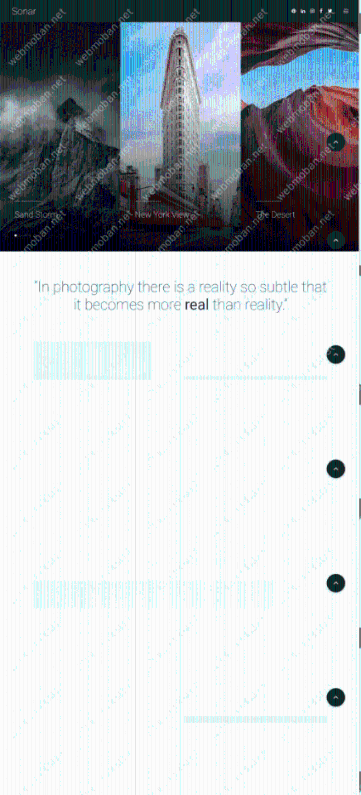 Sonar
Sand Storm
New York View
The Desert
"In photography there is a reality so subtle that
it becomes more real than reality."
webmoban.net